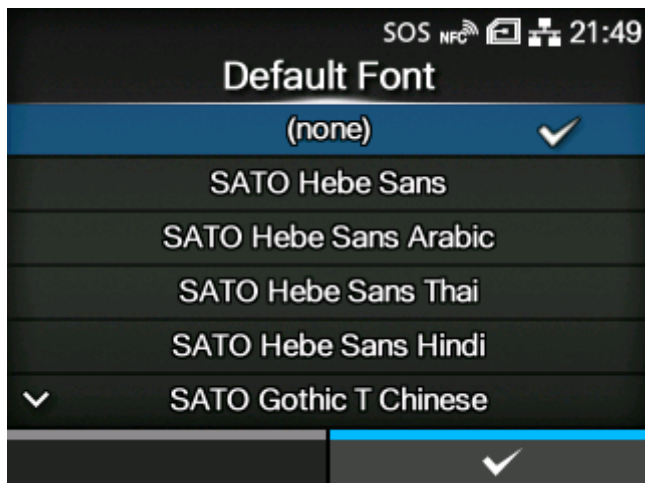 SOS NFC 21:49
Default Font
(none)
SATO Hebe Sans
SATO Hebe Sans Arabic
SATO Hebe Sans Thai
SATO Hebe Sans Hindi
SATO Gothic T Chinese